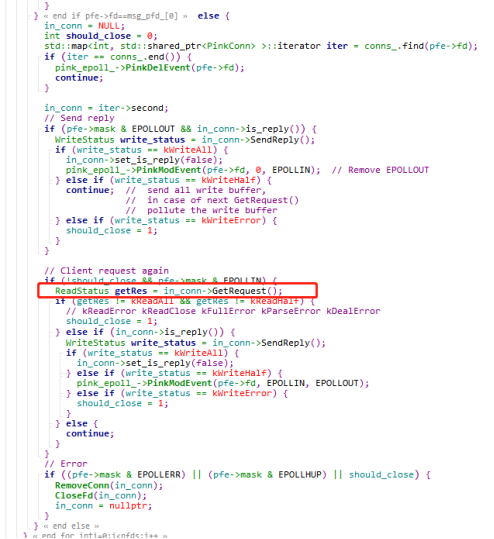 }
} « end if pfe->fd==msg_pfd_[0] » else {
in_conn = NULL;
int should_close = 0;
std::map<int, std::shared_ptr<PinkConn> >::iterator iter = conns_.find(pfe->fd);
if (iter == conns_.end()) {
pink_epoll_->PinkDelEvent(pfe->fd);
continue;
}
in_conn = iter->second;
// Send reply
if (pfe->mask & EPOLLOUT && in_conn->is_reply()) {
WriteStatus write_status = in_conn->SendReply();
if (write_status == kWriteAll) {
in_conn->set_is_reply(false);
pink_epoll_->PinkModEvent(pfe->fd, 0, EPOLLIN); // Remove EPOLLOUT
} else if (write_status == kWriteHalf) {
continue; // send all write buffer,
// in case of next GetRequest()
// pollute the write buffer
} else if (write_status == kWriteError) {
should_close = 1;
}
}
// Client request again
if (!should_close && pfe->mask & EPOLLIN) {
ReadStatus getRes = in_conn->GetRequest();
if (getRes != kReadAll && getRes != kReadHalf) {
// kReadError kReadClose kFullError kParseError kDealError
should_close = 1;
} else if (in_conn->is_reply()) {
WriteStatus write_status = in_conn->SendReply();
if (write_status == kWriteAll) {
in_conn->set_is_reply(false);
} else if (write_status == kWriteHalf) {
pink_epoll_->PinkModEvent(pfe->fd, EPOLLIN, EPOLLOUT);
} else if (write_status == kWriteError) {
should_close = 1;
}
} else {
continue;
}
}
// Error
if ((pfe->mask & EPOLLERR) || (pfe->mask & EPOLLHUP) || should_close) {
RemoveConn(in_conn);
CloseFd(in_conn);
in_conn = nullptr;
}
} « end else »
} « end for inti=0;i<nfds;i++ »